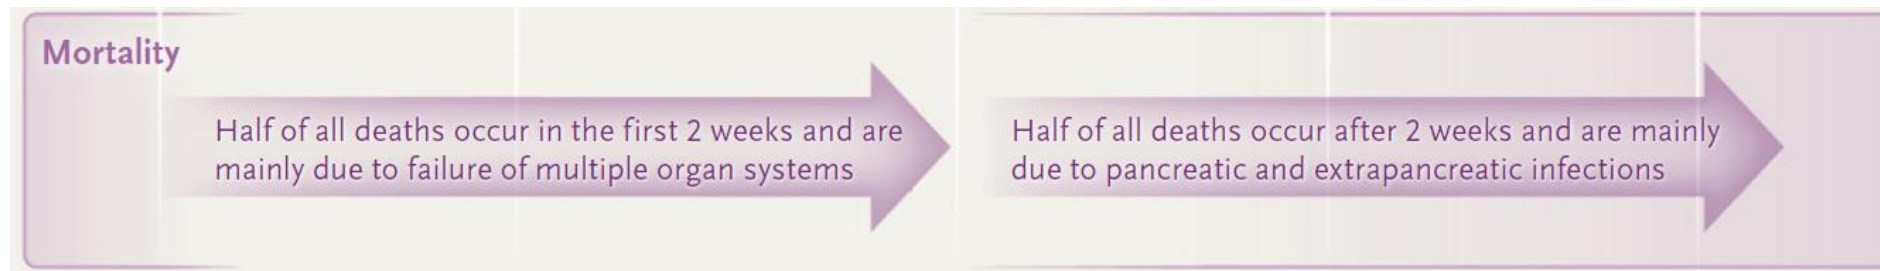 Mortality
Half of all deaths occur in the first 2 weeks and are
mainly due to failure of multiple organ systems
Half of all deaths occur after 2 weeks and are mainly
due to pancreatic and extrapancreatic infections